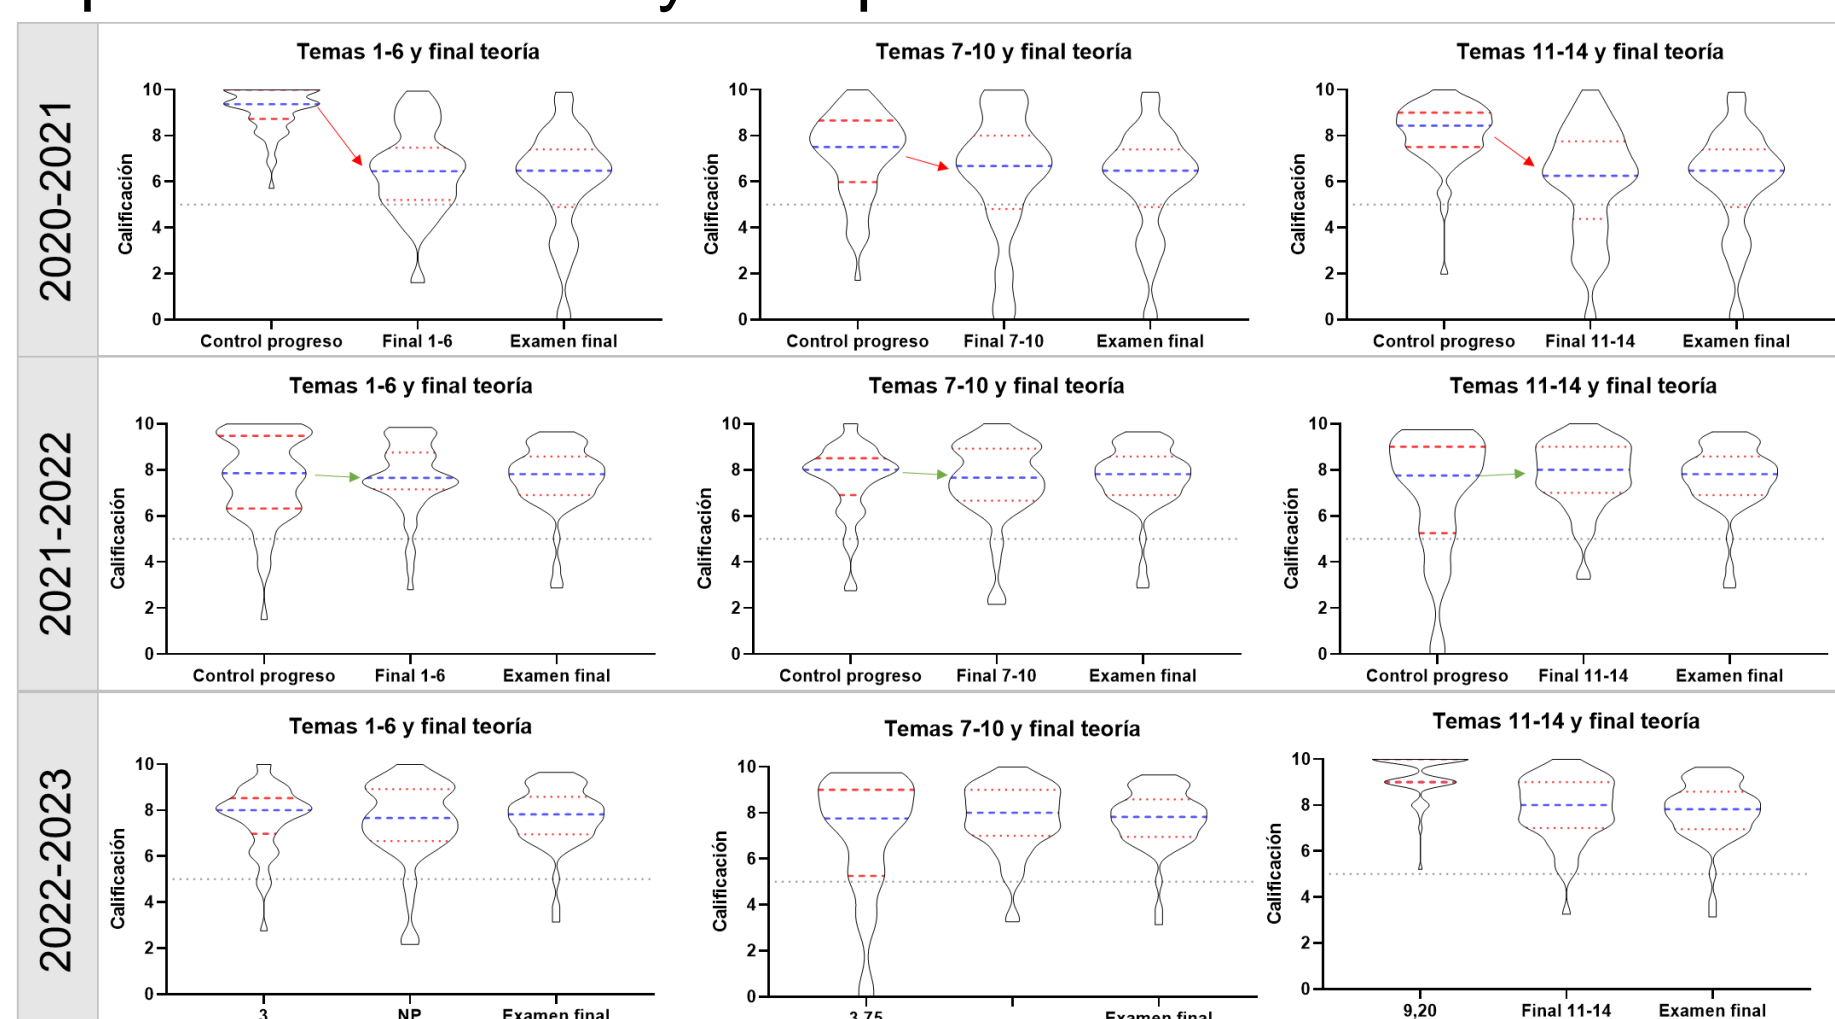 2020-2021
Temas 1-6 y final teoría
Calificación
10
8
6
4
2
0
Control progreso Final 1-6 Examen final
Temas 7-10 y final teoría
Calificación
10
8
6
4
2
0
Control progreso Final 7-10 Examen final
Temas 11-14 y final teoría
Calificación
10
8
6
4
2
0
Control progreso Final 11-14 Examen final
2021-2022
Temas 1-6 y final teoría
Calificación
10
8
6
4
2
0
Control progreso Final 1-6 Examen final
Temas 7-10 y final teoría
Calificación
10
8
6
4
2
0
Control progreso Final 7-10 Examen final
Temas 11-14 y final teoría
Calificación
10
8
6
4
2
0
Control progreso Final 11-14 Examen final
2022-2023
Temas 1-6 y final teoría
Calificación
10
8
6
4
2
0
3 NP Examen final
Temas 7-10 y final teoría
Calificación
10
8
6
4
2
0
3,75 Examen final
Temas 11-14 y final teoría
Calificación
10
8
6
4
2
0
9,20 Final 11-14 Examen final